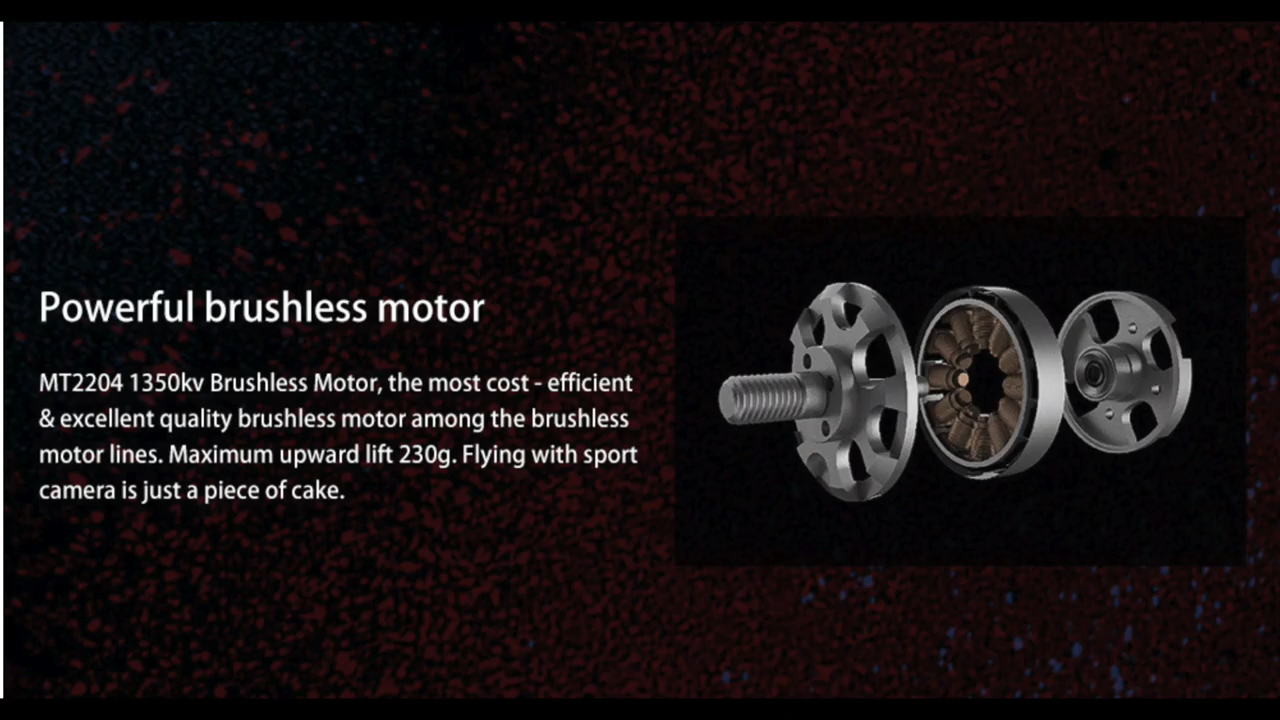 Powerful brushless motor
MT2204 1350kv Brushless Motor, the most cost - efficient
& excellent quality brushless motor among the brushless
motor lines. Maximum upward lift 230g. Flying with sport
camera is just a piece of cake.